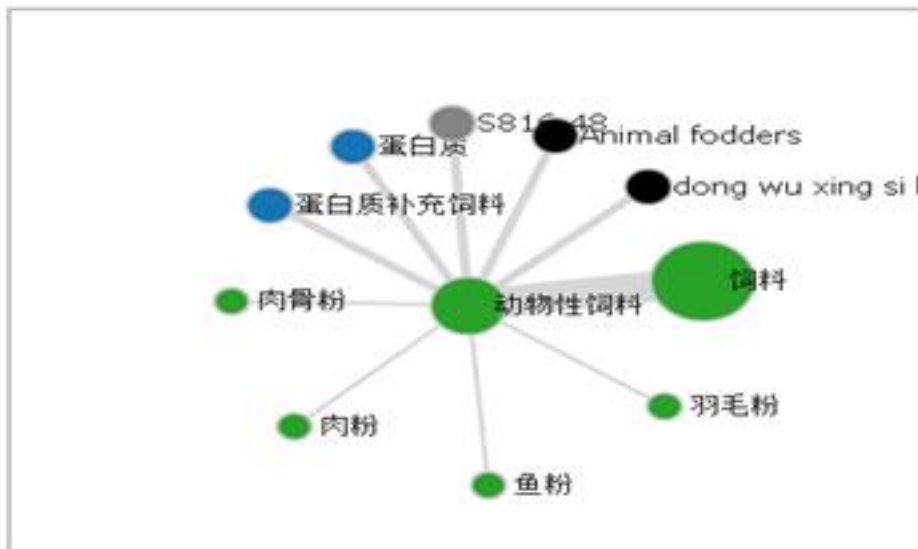 S816.48
蛋白质
Animal fodders
dong wu xing si l
蛋白质补充饲料
饲料
肉骨粉
动物性饲料
羽毛粉
肉粉
鱼粉